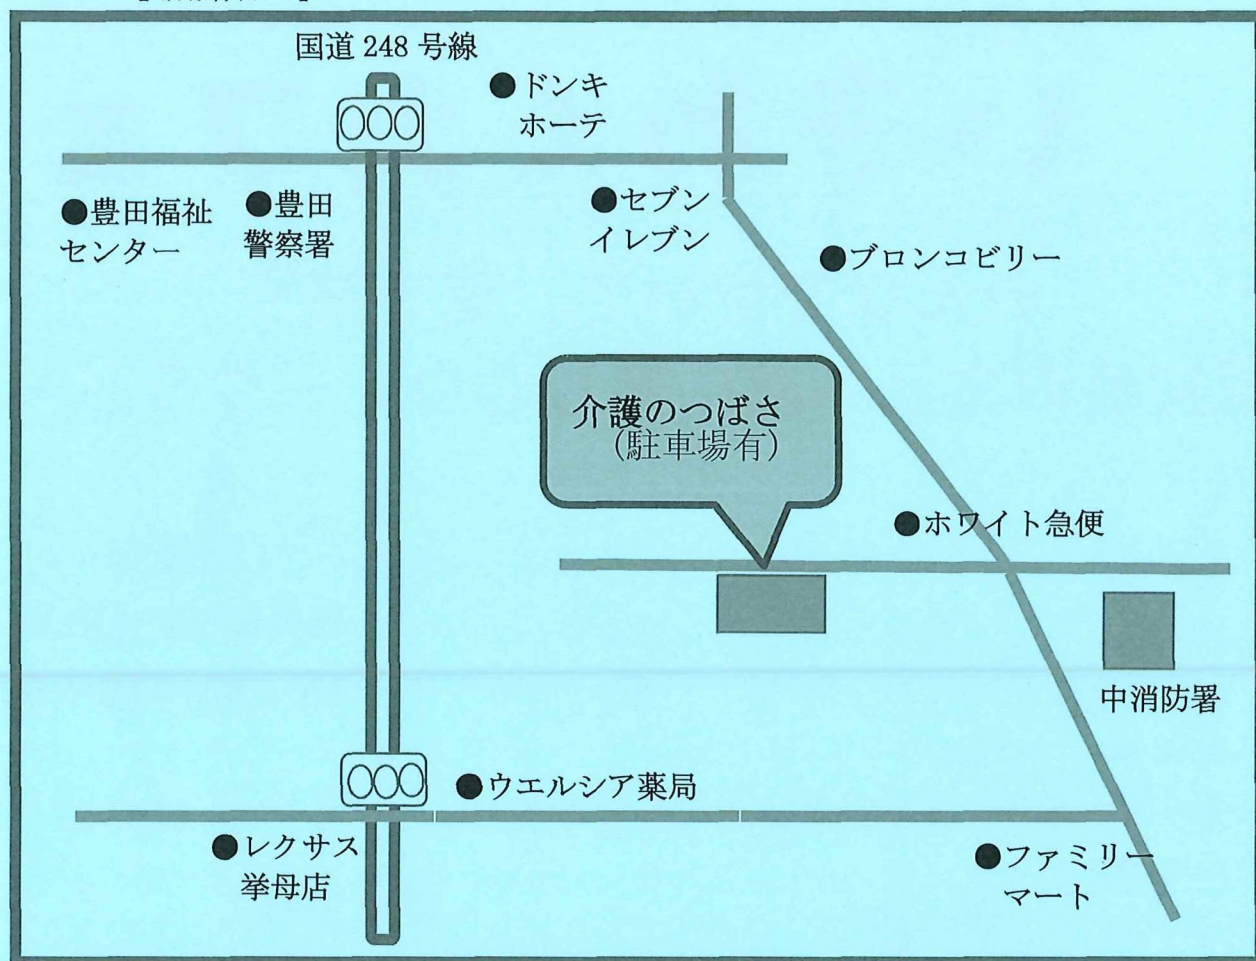 国道 248 号線
●ドンキ
ホーテ
●豊田福祉
センター
●豊田
警察署
●セブン
イレブン
●ブロンコビリー
介護のつばさ
(駐車場有)
●ホワイト急便
中消防署
●ウエルシア薬局
●レクサス
挙母店
●ファミリー
マート